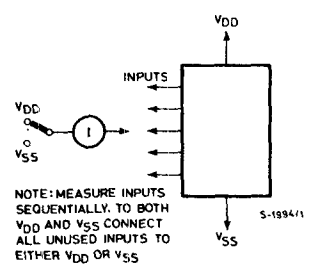 VDD
INPUTS
VDD
I
VSS
NOTE: MEASURE INPUTS
SEQUENTIALLY, TO BOTH
VDD AND VSS CONNECT
ALL UNUSED INPUTS TO
EITHER VDD OR VSS
S-1994/1
VSS